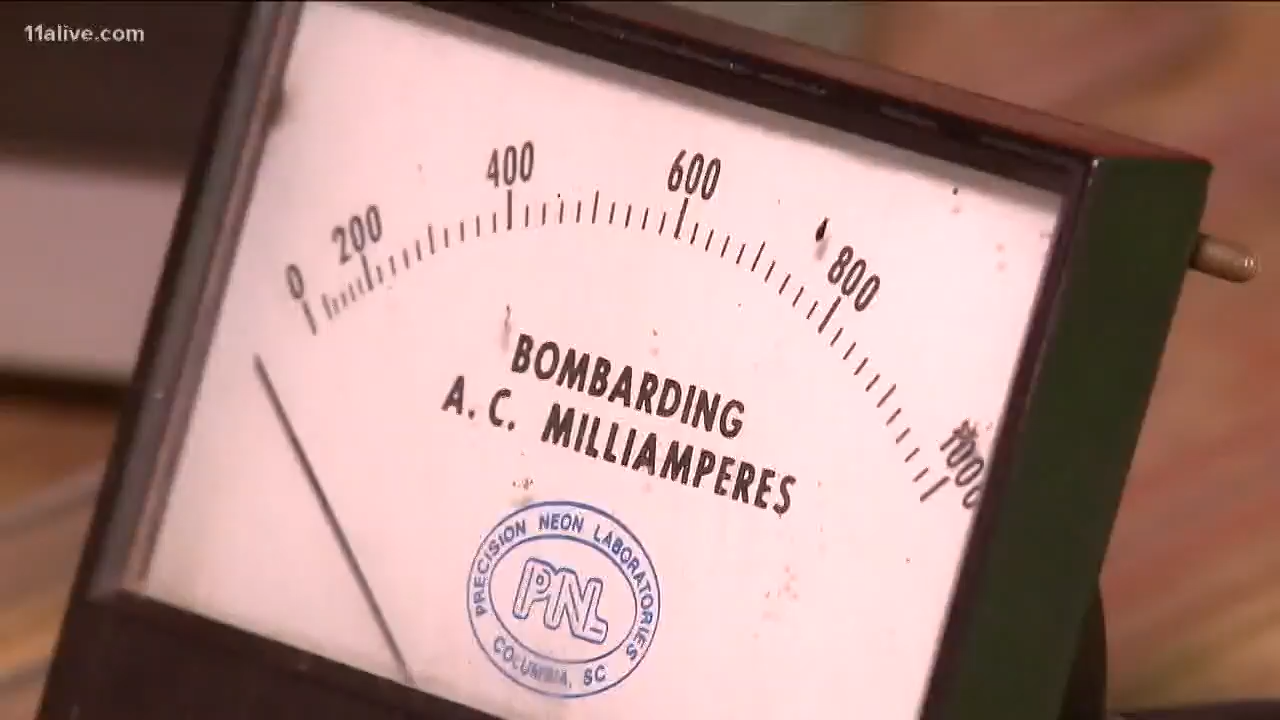 11alive.com
0 200 400 600 800 1000
BOMBARDING
A.C. MILLIAMPERES
PRECISION NEON LABORATORIES
PNL
COLUMBIA, SC